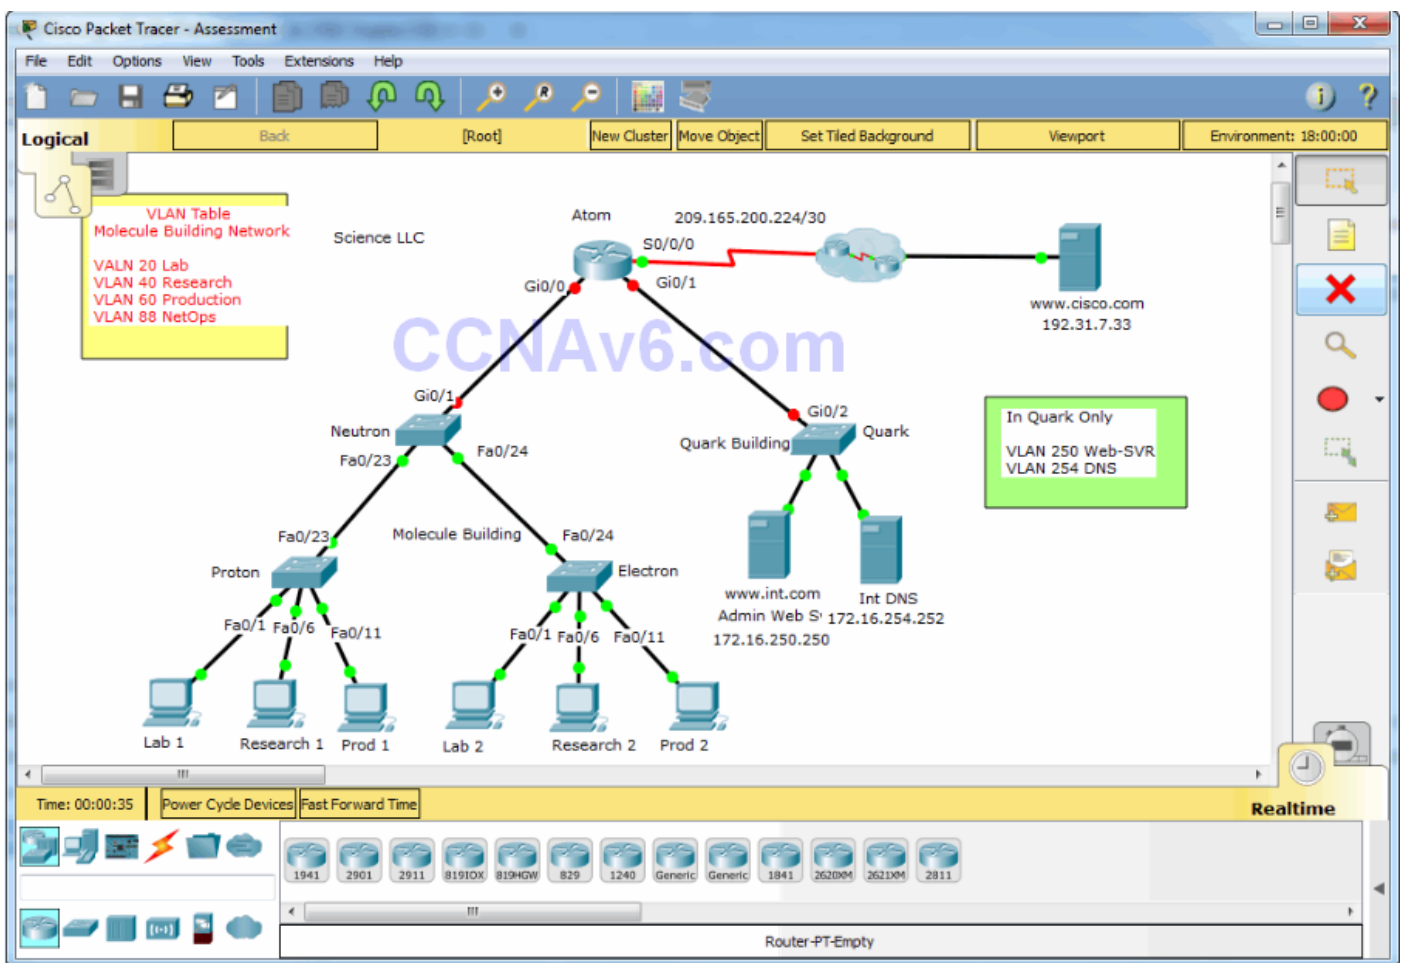 Cisco Packet Tracer - Assessment
File Edit Options View Tools Extensions Help
Logical
Back
[Root]
New Cluster
Move Object
Set Tiled Background
Viewport
Environment: 18:00:00
VLAN Table
Molecule Building Network
VALN 20 Lab
VLAN 40 Research
VLAN 60 Production
VLAN 88 NetOps
Science LLC
Atom
209.165.200.224/30
S0/0/0
Gi0/0
Gi0/1
www.cisco.com
192.31.7.33
CCNAv6.com
Gi0/1
Neutron
Fa0/23
Fa0/24
Gi0/2
Quark Building
Quark
In Quark Only
VLAN 250 Web-SVR
VLAN 254 DNS
Fa0/23
Molecule Building
Fa0/24
Proton
Electron
www.int.com
Admin Web S
172.16.250.250
Int DNS
172.16.254.252
Fa0/1
Fa0/6
Fa0/11
Fa0/1
Fa0/6
Fa0/11
Lab 1
Research 1
Prod 1
Lab 2
Research 2
Prod 2
Time: 00:00:35
Power Cycle Devices
Fast Forward Time
Realtime
1941
2901
2911
819IOX
819HGW
829
1240
Generic
Generic
1841
2620XM
2621XM
2811
Router-PT-Empty